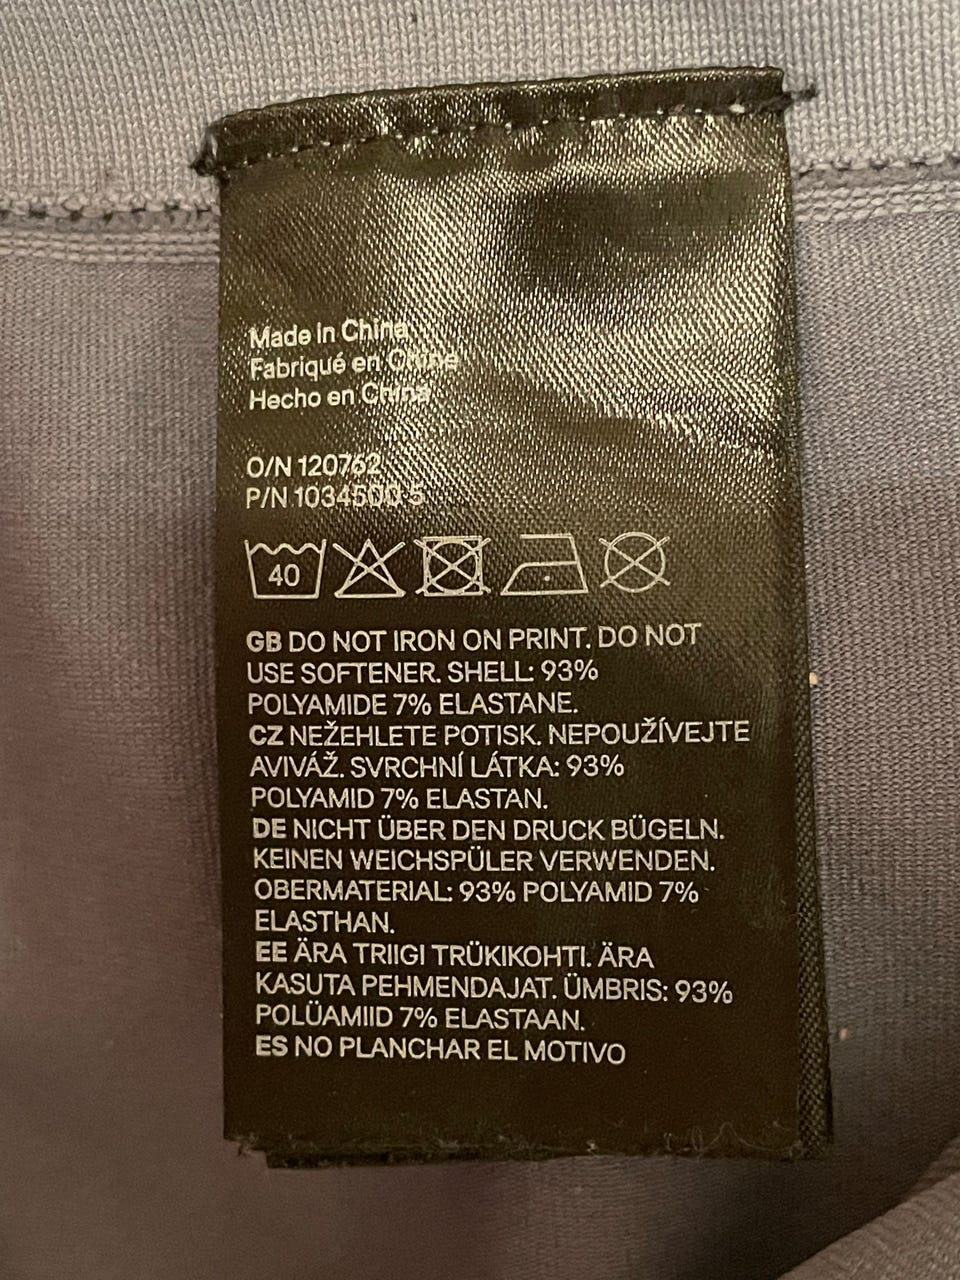 Made in China
Fabriqué en Chine
Hecho en China
O/N 120762
P/N 1034500-5
40
GB DO NOT IRON ON PRINT. DO NOT
USE SOFTENER. SHELL: 93%
POLYAMIDE 7% ELASTANE.
CZ NEŽEHLETE POTISK. NEPOUŽÍVEJTE
AVIVÁŽ. SVRCHNÍ LÁTKA: 93%
POLYAMID 7% ELASTAN.
DE NICHT ÜBER DEN DRUCK BÜGELN.
KEINEN WEICHSPÜLER VERWENDEN.
OBERMATERIAL: 93% POLYAMID 7%
ELASTHAN.
EE ÄRA TRIIGI TRÜKIKOHTI. ÄRA
KASUTA PEHMENDAJAT. ÜMBRIS: 93%
POLÜAMIID 7% ELASTAAN.
ES NO PLANCHAR EL MOTIVO